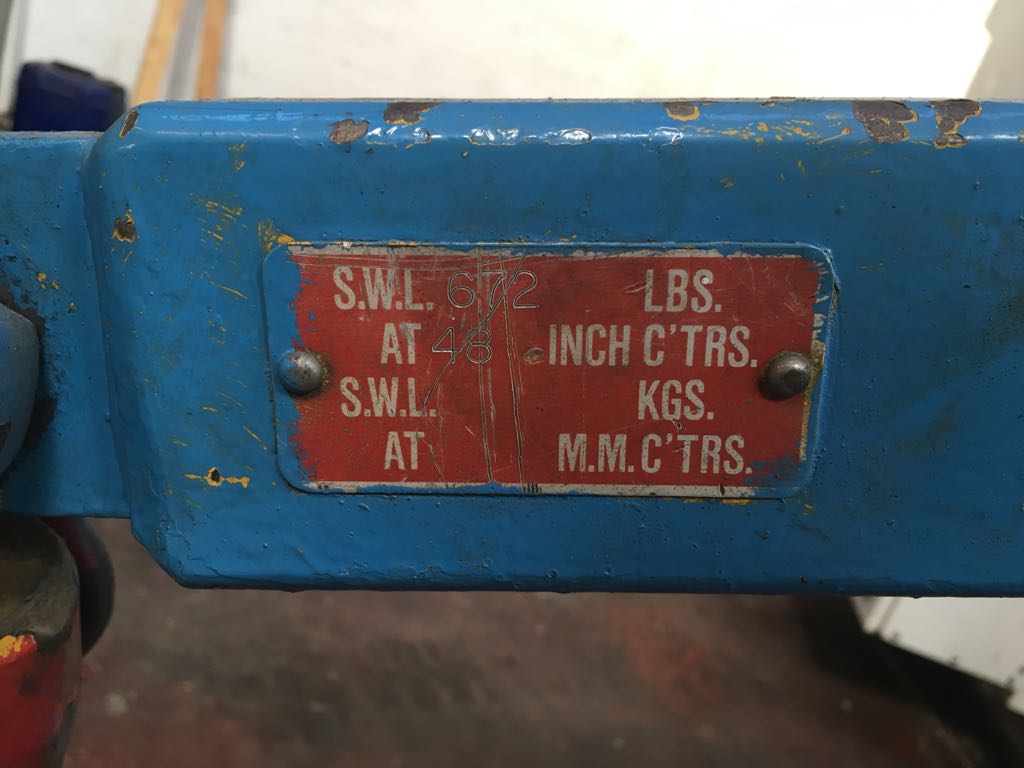 S.W.L. 672 LBS.
AT 48 INCH C'TRS.
S.W.L. KGS.
AT M.M. C'TRS.